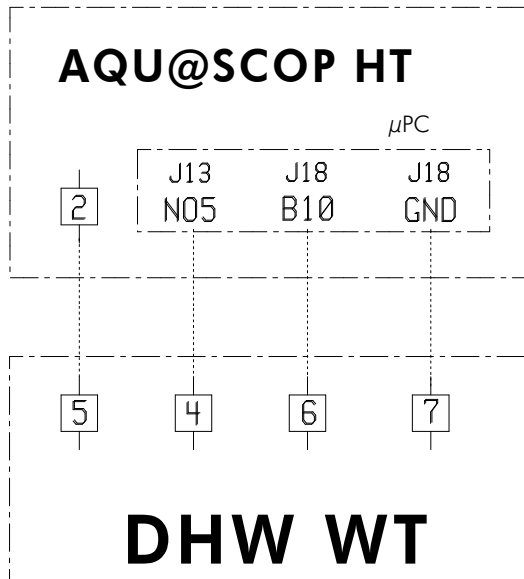 AQU@SCOP HT
µPC
J13 J18 J18
2 NO5 B10 GND
5 4 6 7
DHW WT